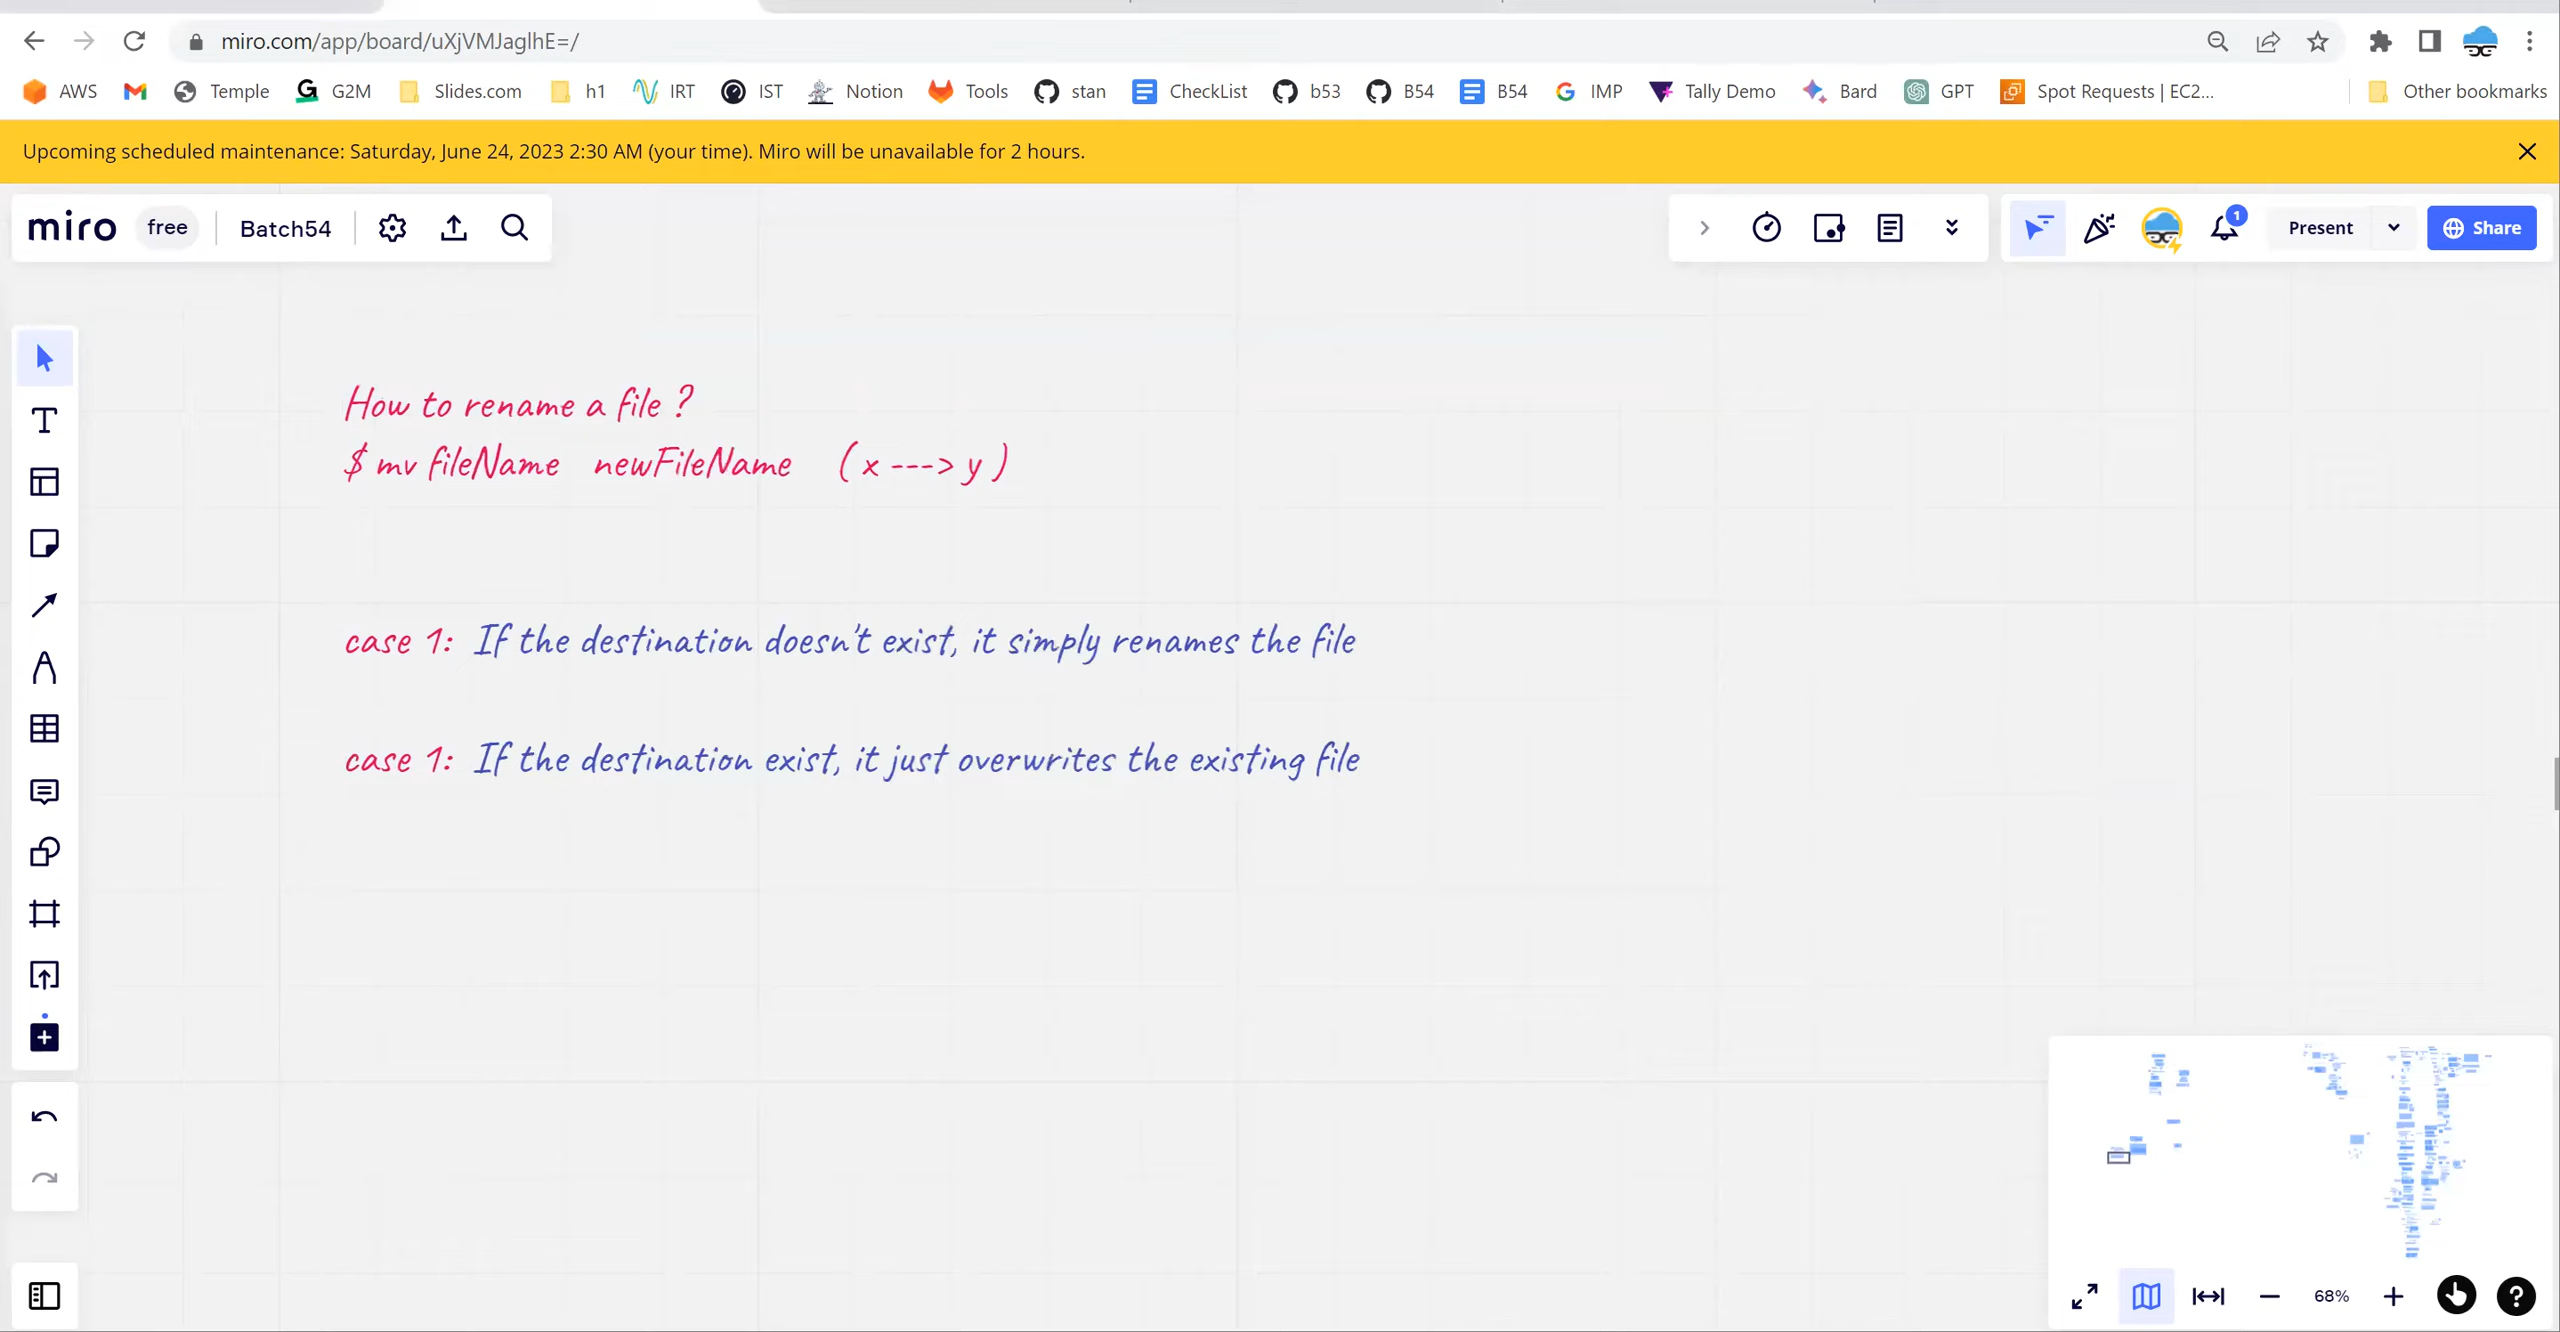 miro.com/app/board/uXjVMJaglhE=/
AWS Temple G2M Slides.com h1 IRT IST Notion Tools stan CheckList b53 B54 B54 IMP Tally Demo Bard GPT Spot Requests | EC2... Other bookmarks
Upcoming scheduled maintenance: Saturday, June 24, 2023 2:30 AM (your time). Miro will be unavailable for 2 hours.
miro free Batch54 1 Present Share
How to rename a file ?
$ mv fileName newFileName ( x ---> y )
case 1: If the destination doesn't exist, it simply renames the file
case 1: If the destination exist, it just overwrites the existing file
68%